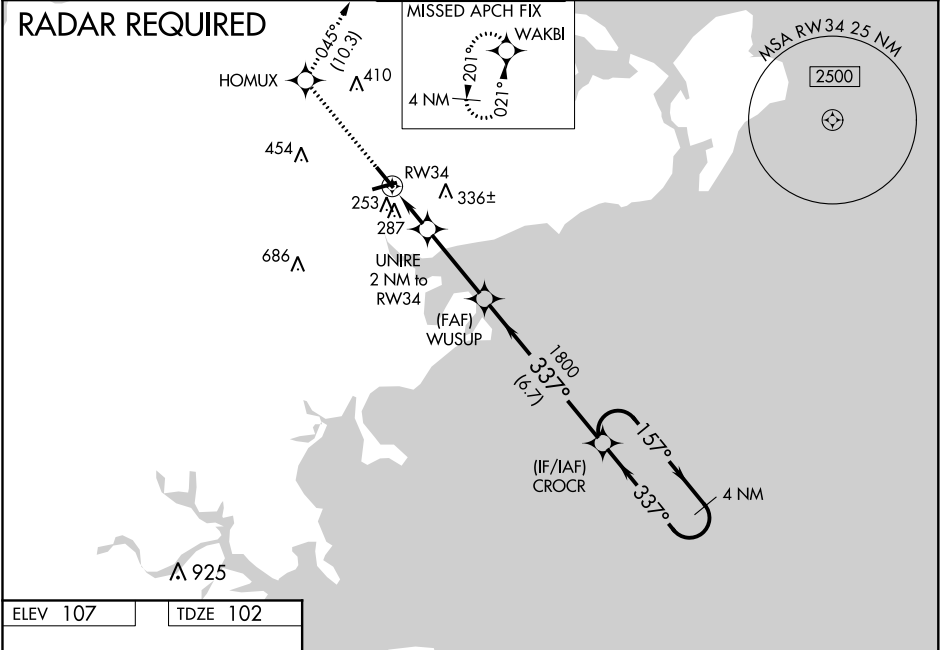 RADAR REQUIRED
045°
(10.3)
HOMUX
410
MISSED APCH FIX
WAKBI
201°
021°
4 NM
MSA RW34 25 NM
2500
454
RW34
253
336±
287
UNIRE
2 NM to
RW34
686
(FAF)
WUSUP
1800
337°
(6.7)
(IF/IAF)
CROCR
157°
337°
4 NM
925
ELEV 107
TDZE 102